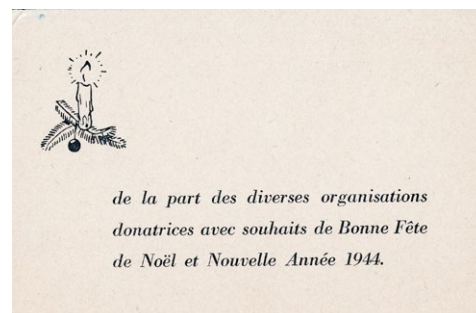 de la part des diverses organisations
donatrices avec souhaits de Bonne Fête
de Noël et Nouvelle Année 1944.